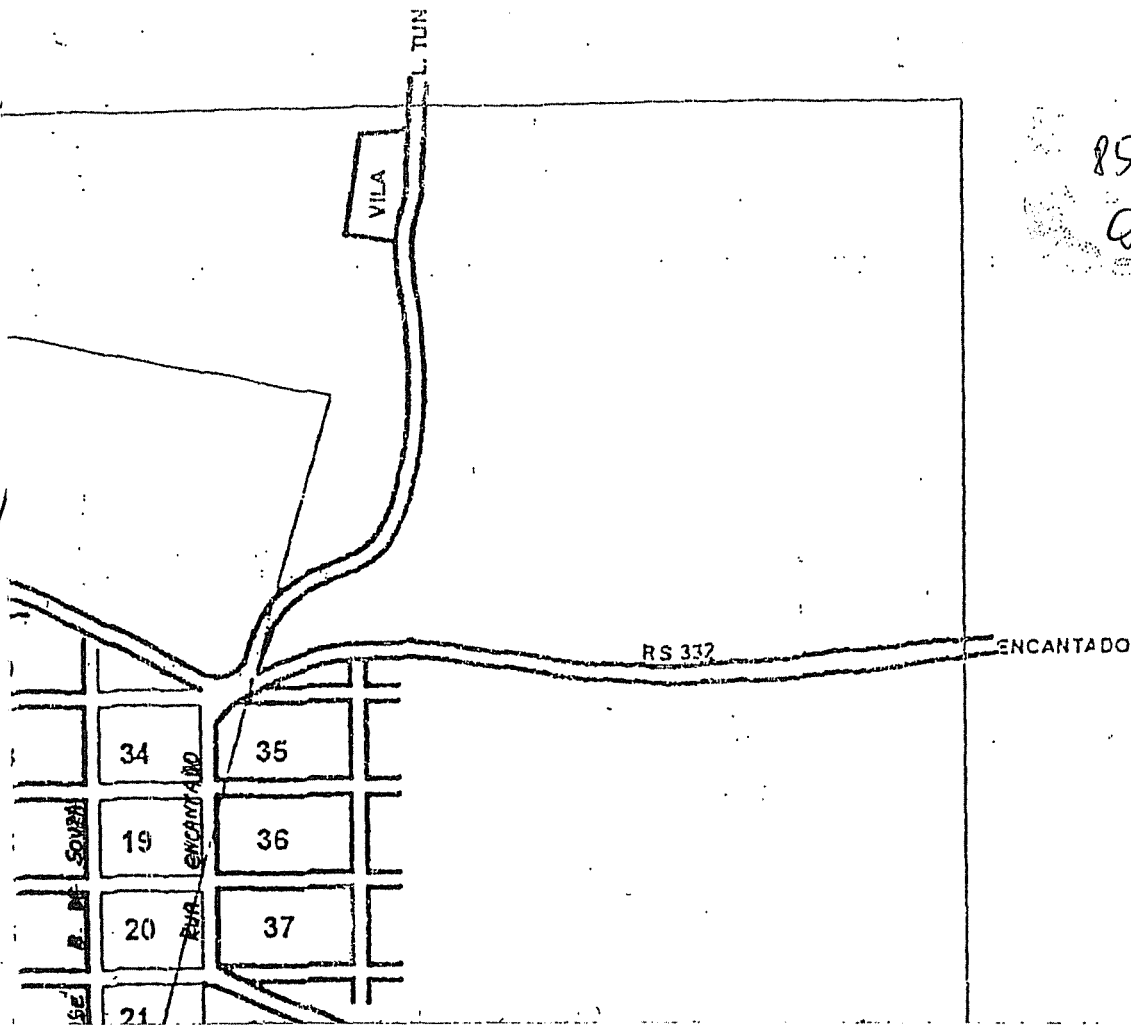 L. TUN
85
VILA
RS 332
ENCANTADO
34
35
RUA ENCANTADO
B. DE SOUZA
19
36
20
37
21